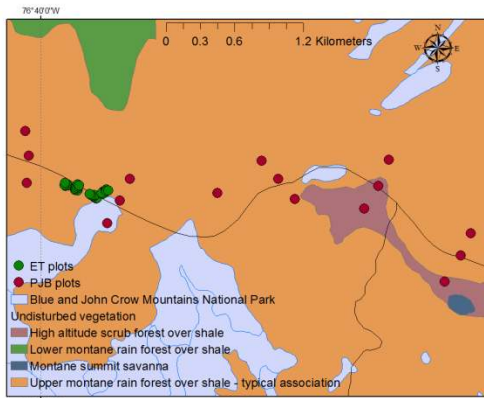 76°40'0"W
0 0.3 0.6 1.2 Kilometers
N
W E
S
ET plots
PJB plots
Blue and John Crow Mountains National Park
Undisturbed vegetation
High altitude scrub forest over shale
Lower montane rain forest over shale
Montane summit savanna
Upper montane rain forest over shale - typical association